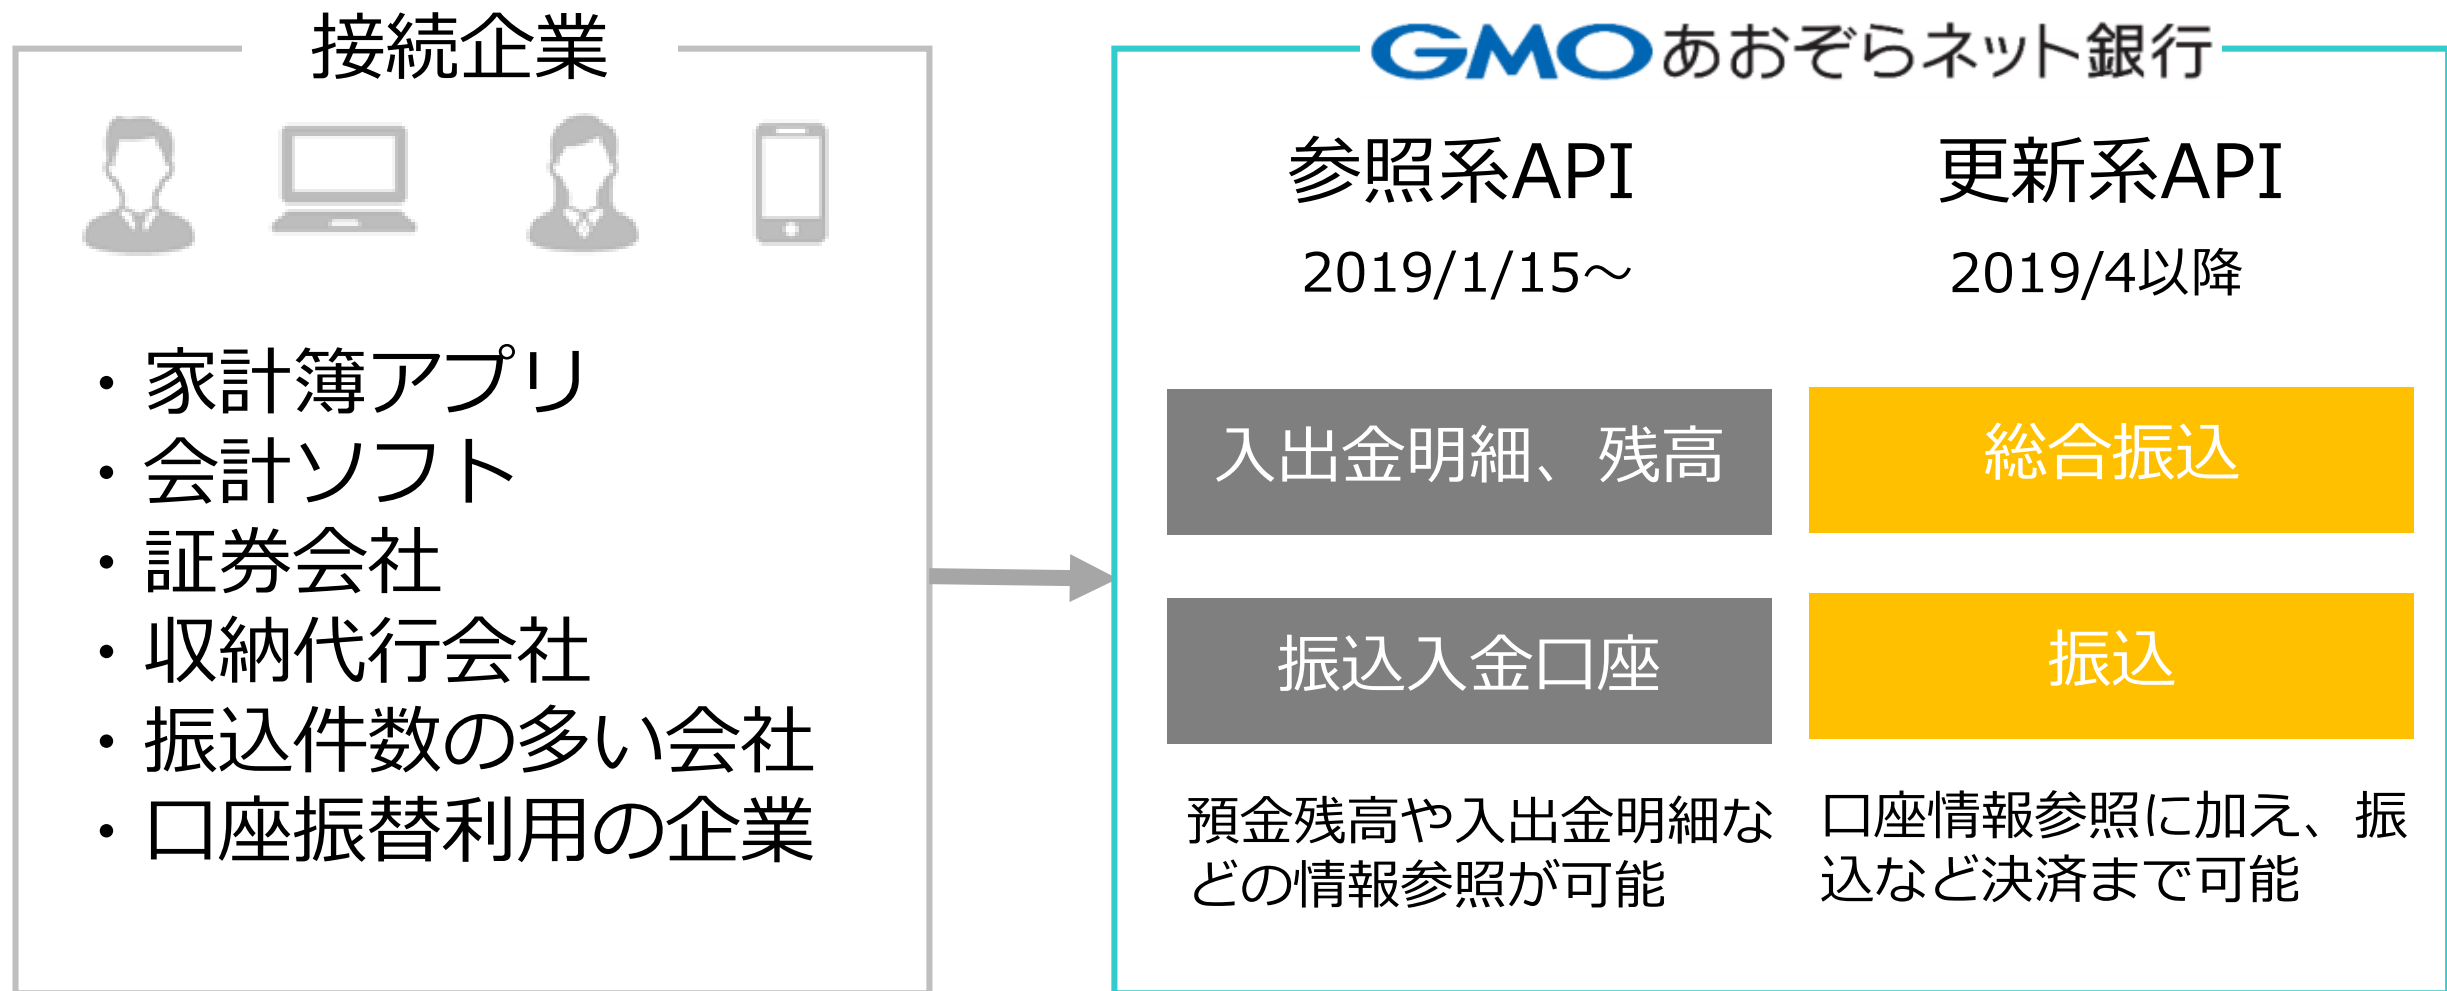 接続企業
・家計簿アプリ
・会計ソフト
・証券会社
・収納代行会社
・振込件数の多い会社
・口座振替利用の企業
GMOあおぞらネット銀行
参照系API
2019/1/15～
入出金明細、残高
振込入金口座
預金残高や入出金明細な
どの情報参照が可能
更新系API
2019/4以降
総合振込
振込
口座情報参照に加え、振
込など決済まで可能